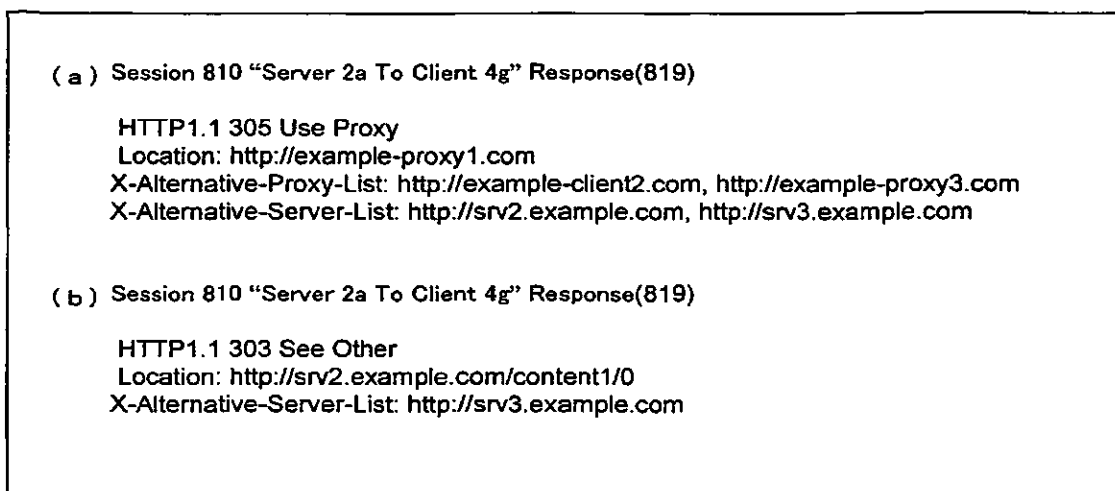 (a) Session 810 “Server 2a To Client 4g” Response(819)
HTTP1.1 305 Use Proxy
Location: http://example-proxy1.com
X-Alternative-Proxy-List: http://example-client2.com, http://example-proxy3.com
X-Alternative-Server-List: http://srv2.example.com, http://srv3.example.com
(b) Session 810 “Server 2a To Client 4g” Response(819)
HTTP1.1 303 See Other
Location: http://srv2.example.com/content1/0
X-Alternative-Server-List: http://srv3.example.com